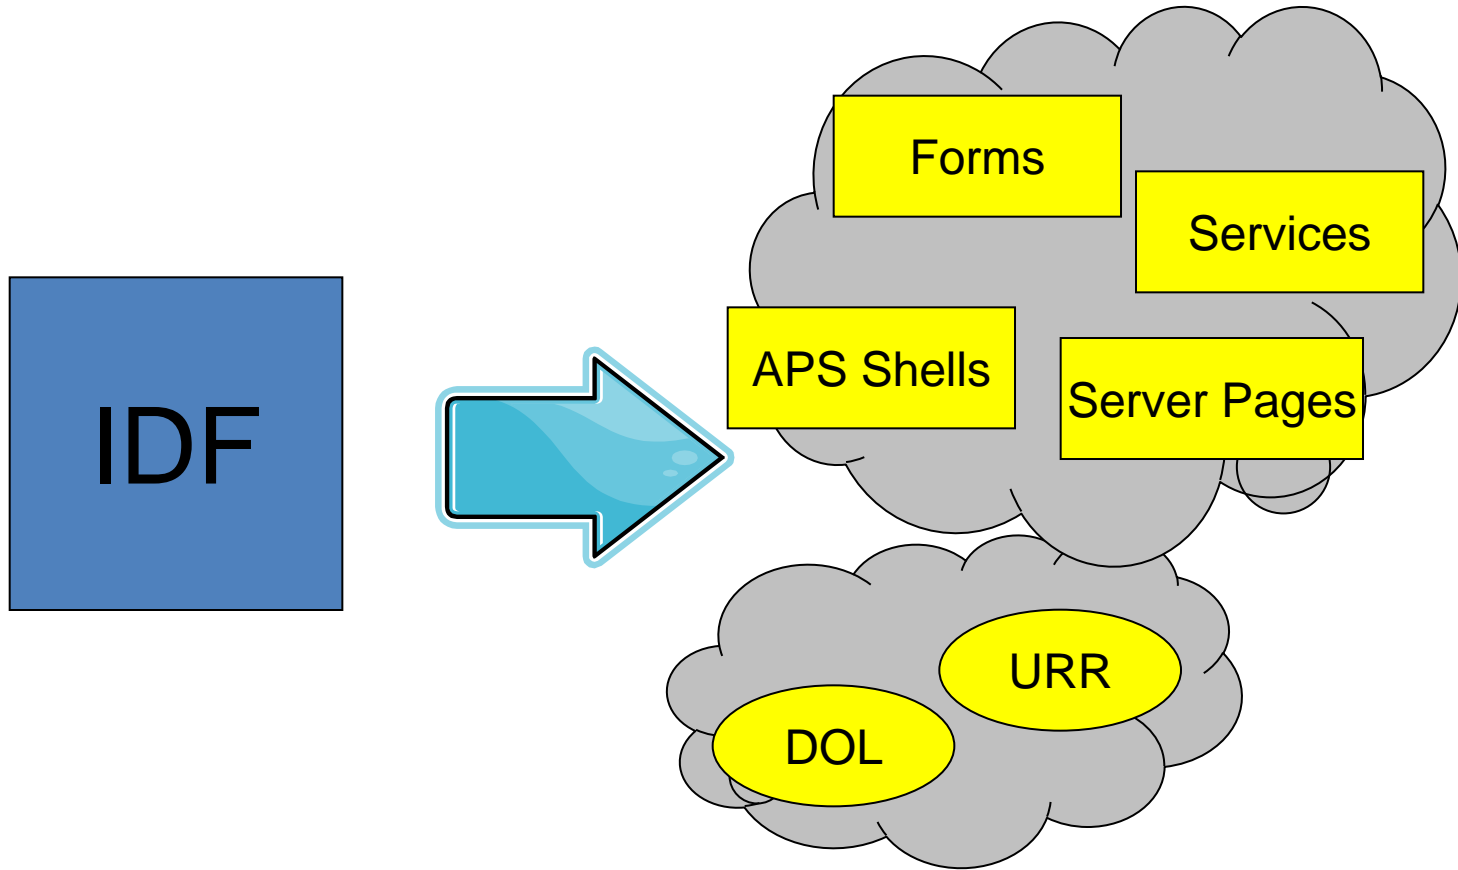 IDF
Forms
Services
APS Shells
Server Pages
URR
DOL